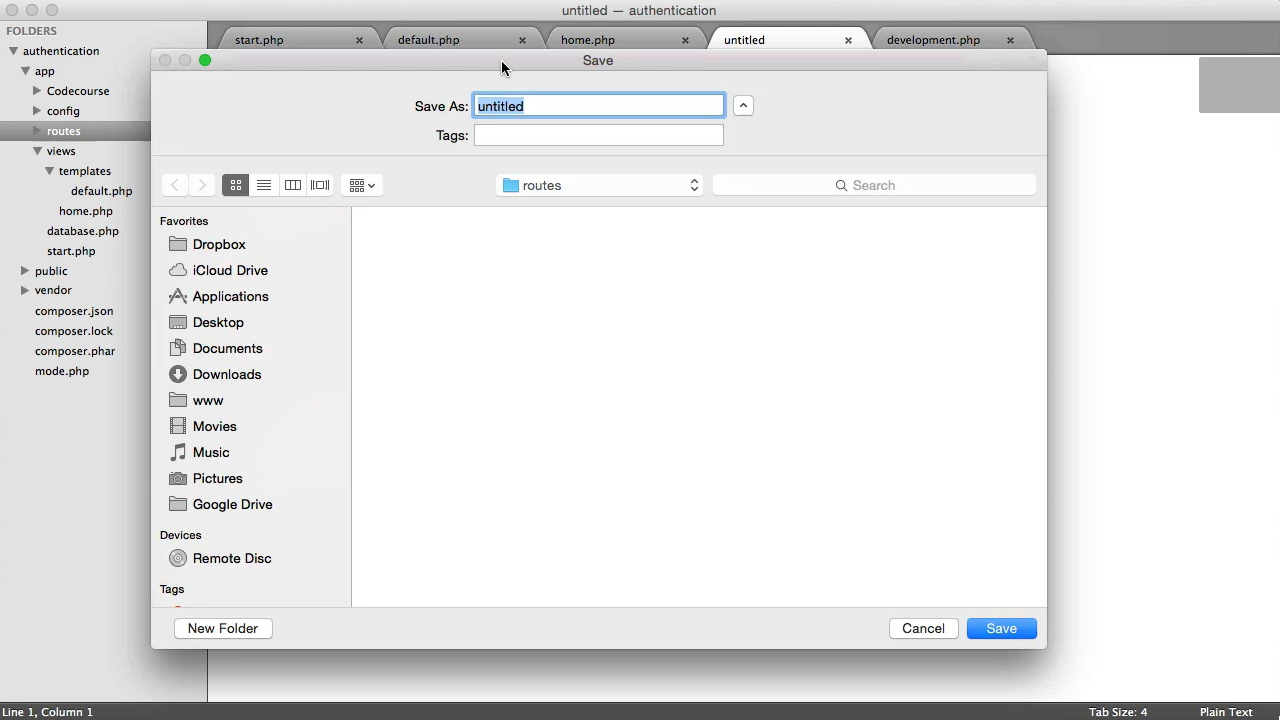 untitled — authentication
FOLDERS
authentication
app
Codecourse
config
routes
views
templates
default.php
home.php
database.php
start.php
public
vendor
composer.json
composer.lock
composer.phar
mode.php
start.php
default.php
home.php
untitled
development.php
Save
Save As: untitled
Tags:
routes
Search
Favorites
Dropbox
iCloud Drive
Applications
Desktop
Documents
Downloads
www
Movies
Music
Pictures
Google Drive
Devices
Remote Disc
Tags
New Folder
Cancel
Save
Line 1, Column 1
Tab Size: 4
Plain Text